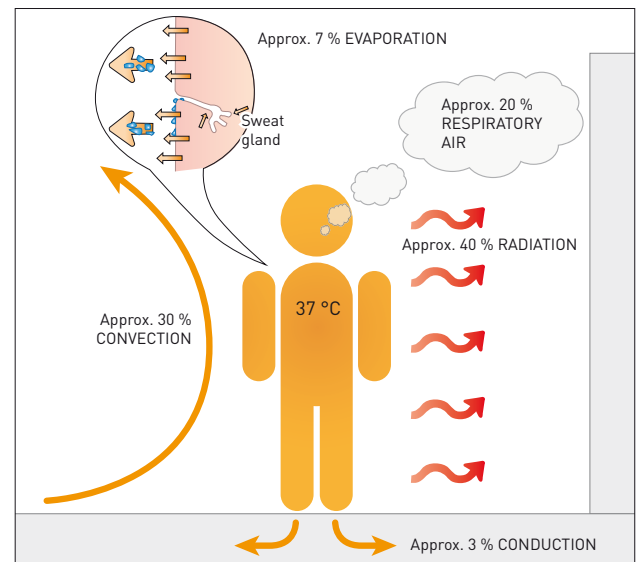 Approx. 7 % EVAPORATION
Sweat
gland
Approx. 20 %
RESPIRATORY
AIR
Approx. 40 % RADIATION
37 °C
Approx. 30 %
CONVECTION
Approx. 3 % CONDUCTION